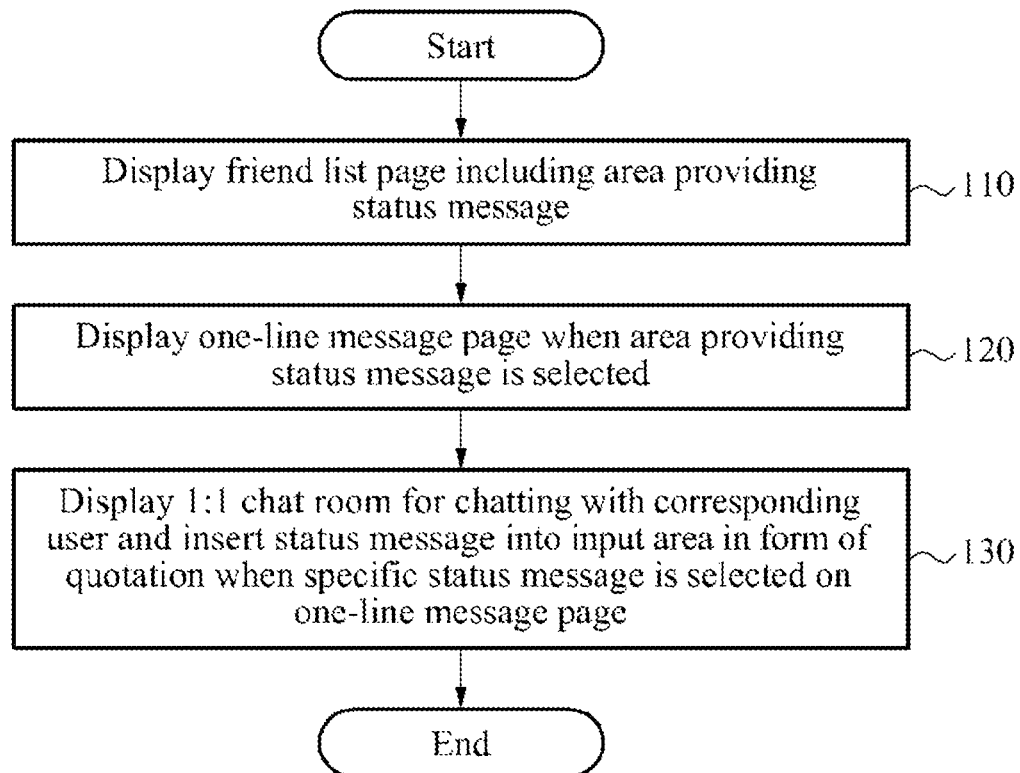 Start
Display friend list page including area providing
status message
110
Display one-line message page when area providing
status message is selected
120
Display 1:1 chat room for chatting with corresponding
user and insert status message into input area in form of
quotation when specific status message is selected on
one-line message page
130
End